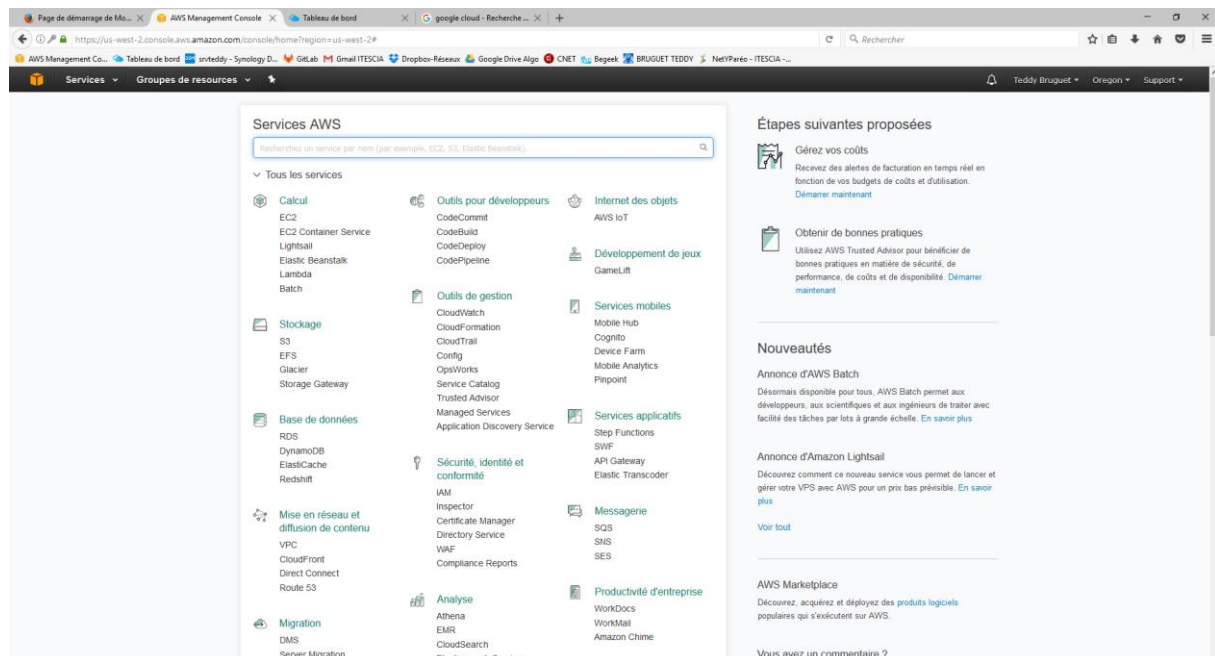 Page de démarrage de Mo...
AWS Management Console
Tableau de bord
google cloud - Recherche ...
https://us-west-2.console.aws.amazon.com/console/home?region=us-west-2#
Rechercher
AWS Management Co...
Tableau de bord
srvteddy - Synology D...
GitLab
Gmail ITESCIA
Dropbox-Réseaux
Google Drive Algo
CNET
Begeek
BRUGUET TEDDY
NetYParéo - ITESCIA -...
Services
Groupes de resources
Teddy Bruguet
Oregon
Support
Services AWS
Recherchez un service par nom (par exemple, EC2, S3, Elastic Beanstalk).
Tous les services
Calcul
EC2
EC2 Container Service
Lightsail
Elastic Beanstalk
Lambda
Batch
Stockage
S3
EFS
Glacier
Storage Gateway
Base de données
RDS
DynamoDB
ElastiCache
Redshift
Mise en réseau et
diffusion de contenu
VPC
CloudFront
Direct Connect
Route 53
Migration
DMS
Server Migration
Outils pour développeurs
CodeCommit
CodeBuild
CodeDeploy
CodePipeline
Outils de gestion
CloudWatch
CloudFormation
CloudTrail
Config
OpsWorks
Service Catalog
Trusted Advisor
Managed Services
Application Discovery Service
Sécurité, identité et
conformité
IAM
Inspector
Certificate Manager
Directory Service
WAF
Compliance Reports
Analyse
Athena
EMR
CloudSearch
Internet des objets
AWS IoT
Développement de jeux
GameLift
Services mobiles
Mobile Hub
Cognito
Device Farm
Mobile Analytics
Pinpoint
Services applicatifs
Step Functions
SWF
API Gateway
Elastic Transcoder
Messagerie
SQS
SNS
SES
Productivité d'entreprise
WorkDocs
WorkMail
Amazon Chime
Étapes suivantes proposées
Gérez vos coûts
Recevez des alertes de facturation en temps réel en
fonction de vos budgets de coûts et d'utilisation.
Démarrer maintenant
Obtenir de bonnes pratiques
Utilisez AWS Trusted Advisor pour bénéficier de
bonnes pratiques en matière de sécurité, de
performance, de coûts et de disponibilité. Démarrer
maintenant
Nouveautés
Annonce d'AWS Batch
Désormais disponible pour tous, AWS Batch permet aux
développeurs, aux scientifiques et aux ingénieurs de traiter avec
facilité des tâches par lots à grande échelle. En savoir plus
Annonce d'Amazon Lightsail
Découvrez comment ce nouveau service vous permet de lancer et
gérer votre VPS avec AWS pour un prix bas prévisible. En savoir
plus
Voir tout
AWS Marketplace
Découvrez, acquérez et déployez des produits logiciels
populaires qui s'exécutent sur AWS.
Vous avez un commentaire ?